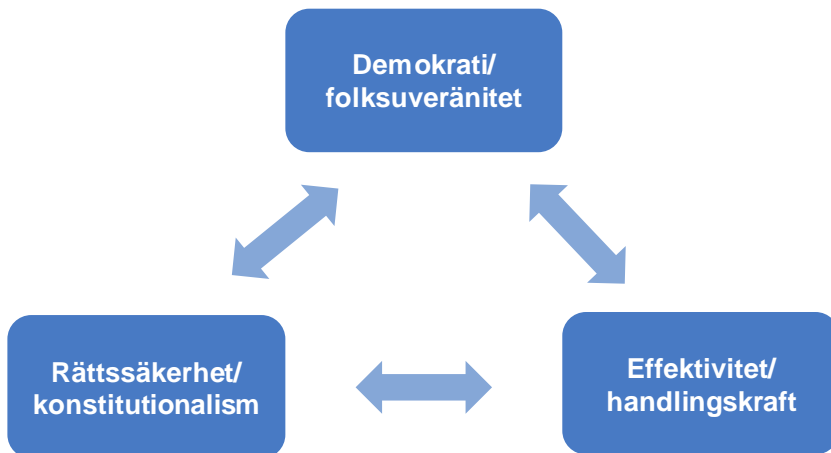 Demokrati/
folksuveränitet
Rättssäkerhet/
konstitutionalism
Effektivitet/
handlingskraft